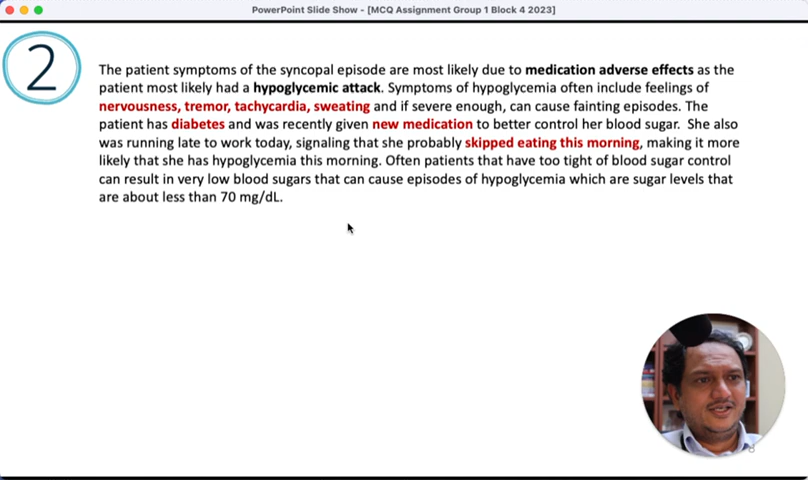 PowerPoint Slide Show - [MCQ Assignment Group 1 Block 4 2023]
2
The patient symptoms of the syncopal episode are most likely due to medication adverse effects as the
patient most likely had a hypoglycemic attack. Symptoms of hypoglycemia often include feelings of
nervousness, tremor, tachycardia, sweating and if severe enough, can cause fainting episodes. The
patient has diabetes and was recently given new medication to better control her blood sugar. She also
was running late to work today, signaling that she probably skipped eating this morning, making it more
likely that she has hypoglycemia this morning. Often patients that have too tight of blood sugar control
can result in very low blood sugars that can cause episodes of hypoglycemia which are sugar levels that
are about less than 70 mg/dL.